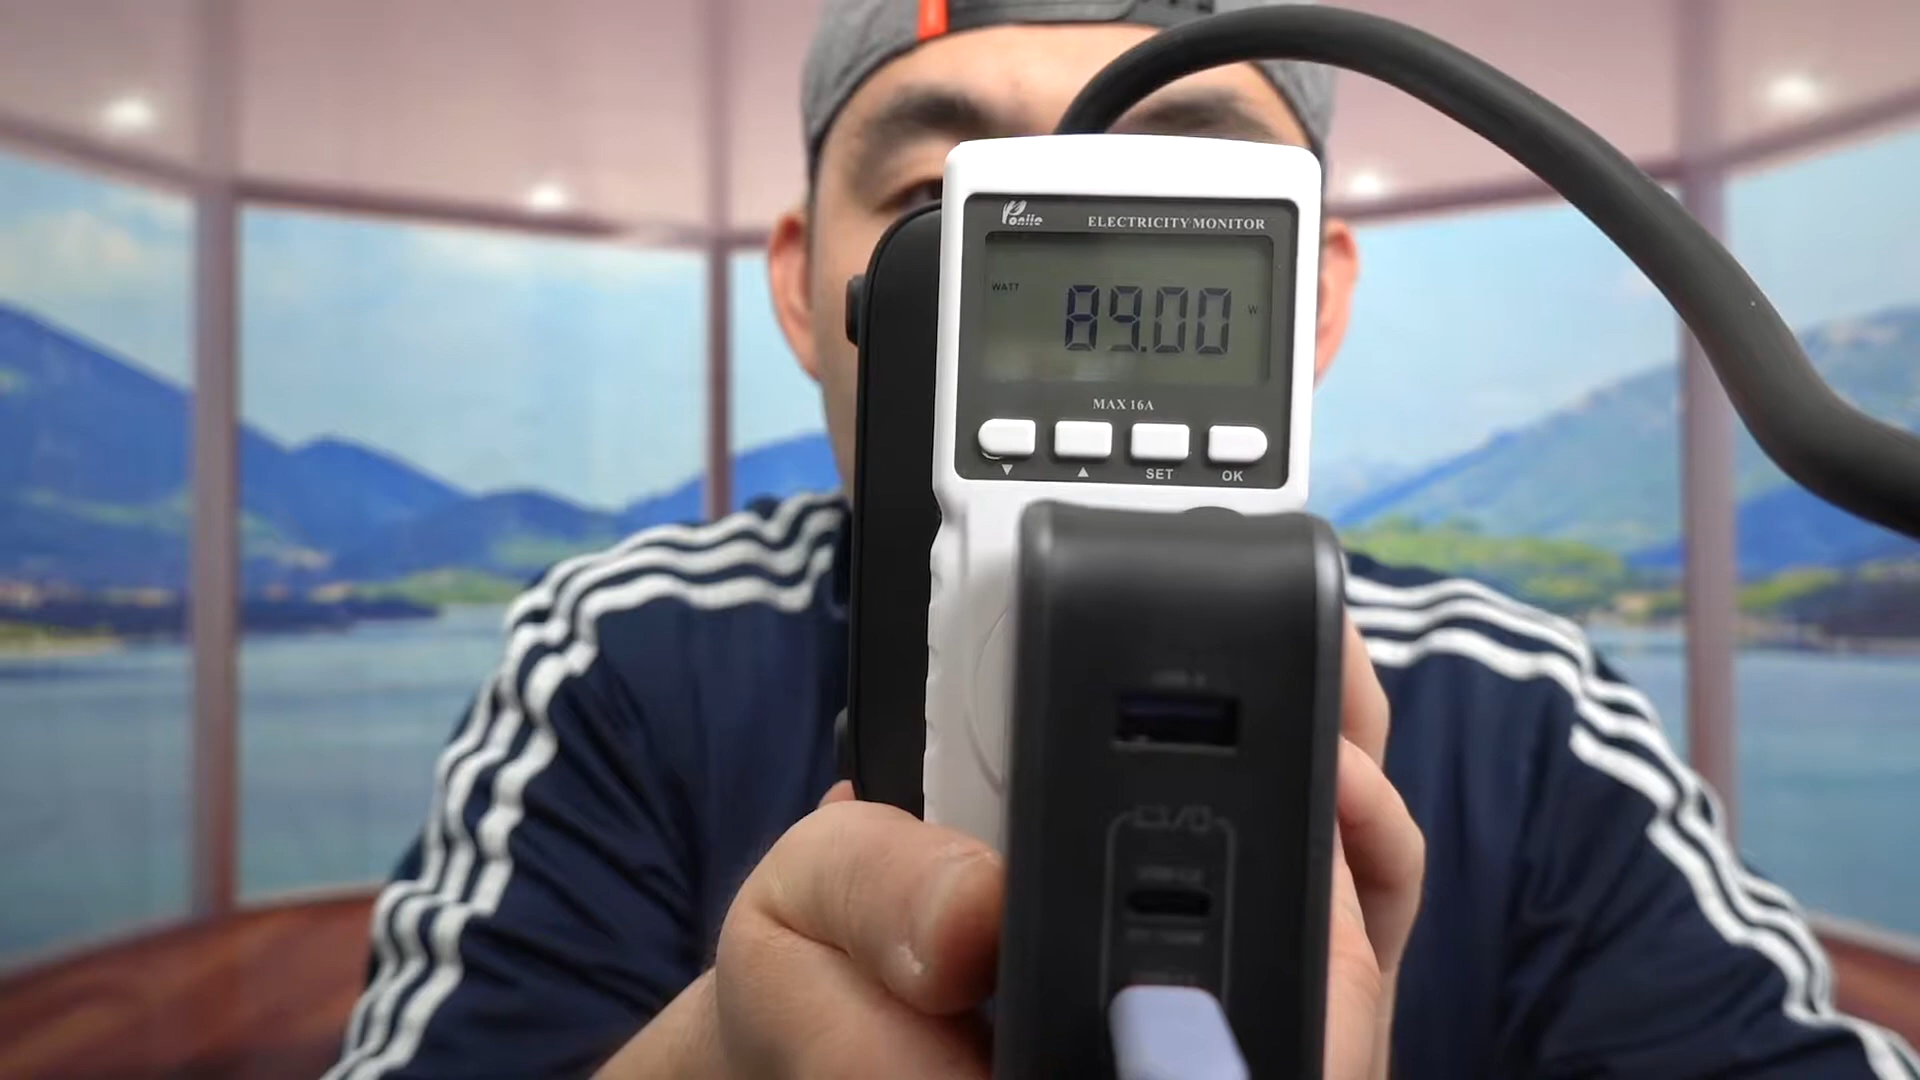 Poniie
ELECTRICITY MONITOR
WATT
89.00
W
MAX 16A
▼ ▲ SET OK